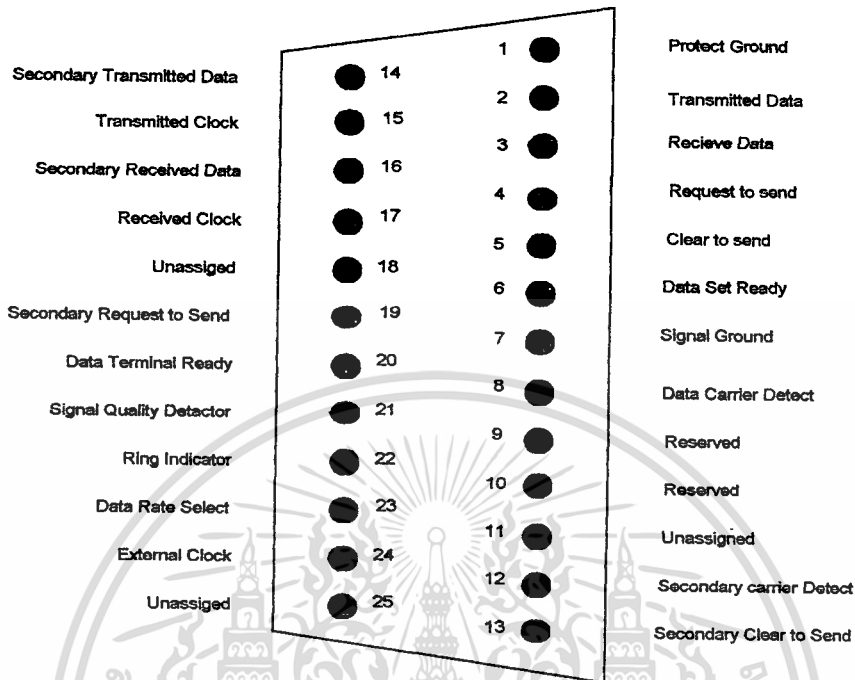 1 Protect Ground
Secondary Transmitted Data 14
2 Transmitted Data
Transmitted Clock 15
3 Recieve Data
Secondary Received Data 16
4 Request to send
Received Clock 17
5 Clear to send
Unassiged 18
6 Data Set Ready
Secondary Request to Send 19
7 Signal Ground
Data Terminal Ready 20
8 Data Carrier Detect
Signal Quality Detactor 21
9 Reserved
Ring Indicator 22
10 Reserved
Data Rate Select 23
11 Unassigned
External Clock 24
12 Secondary carrier Detect
Unassiged 25
13 Secondary Clear to Send